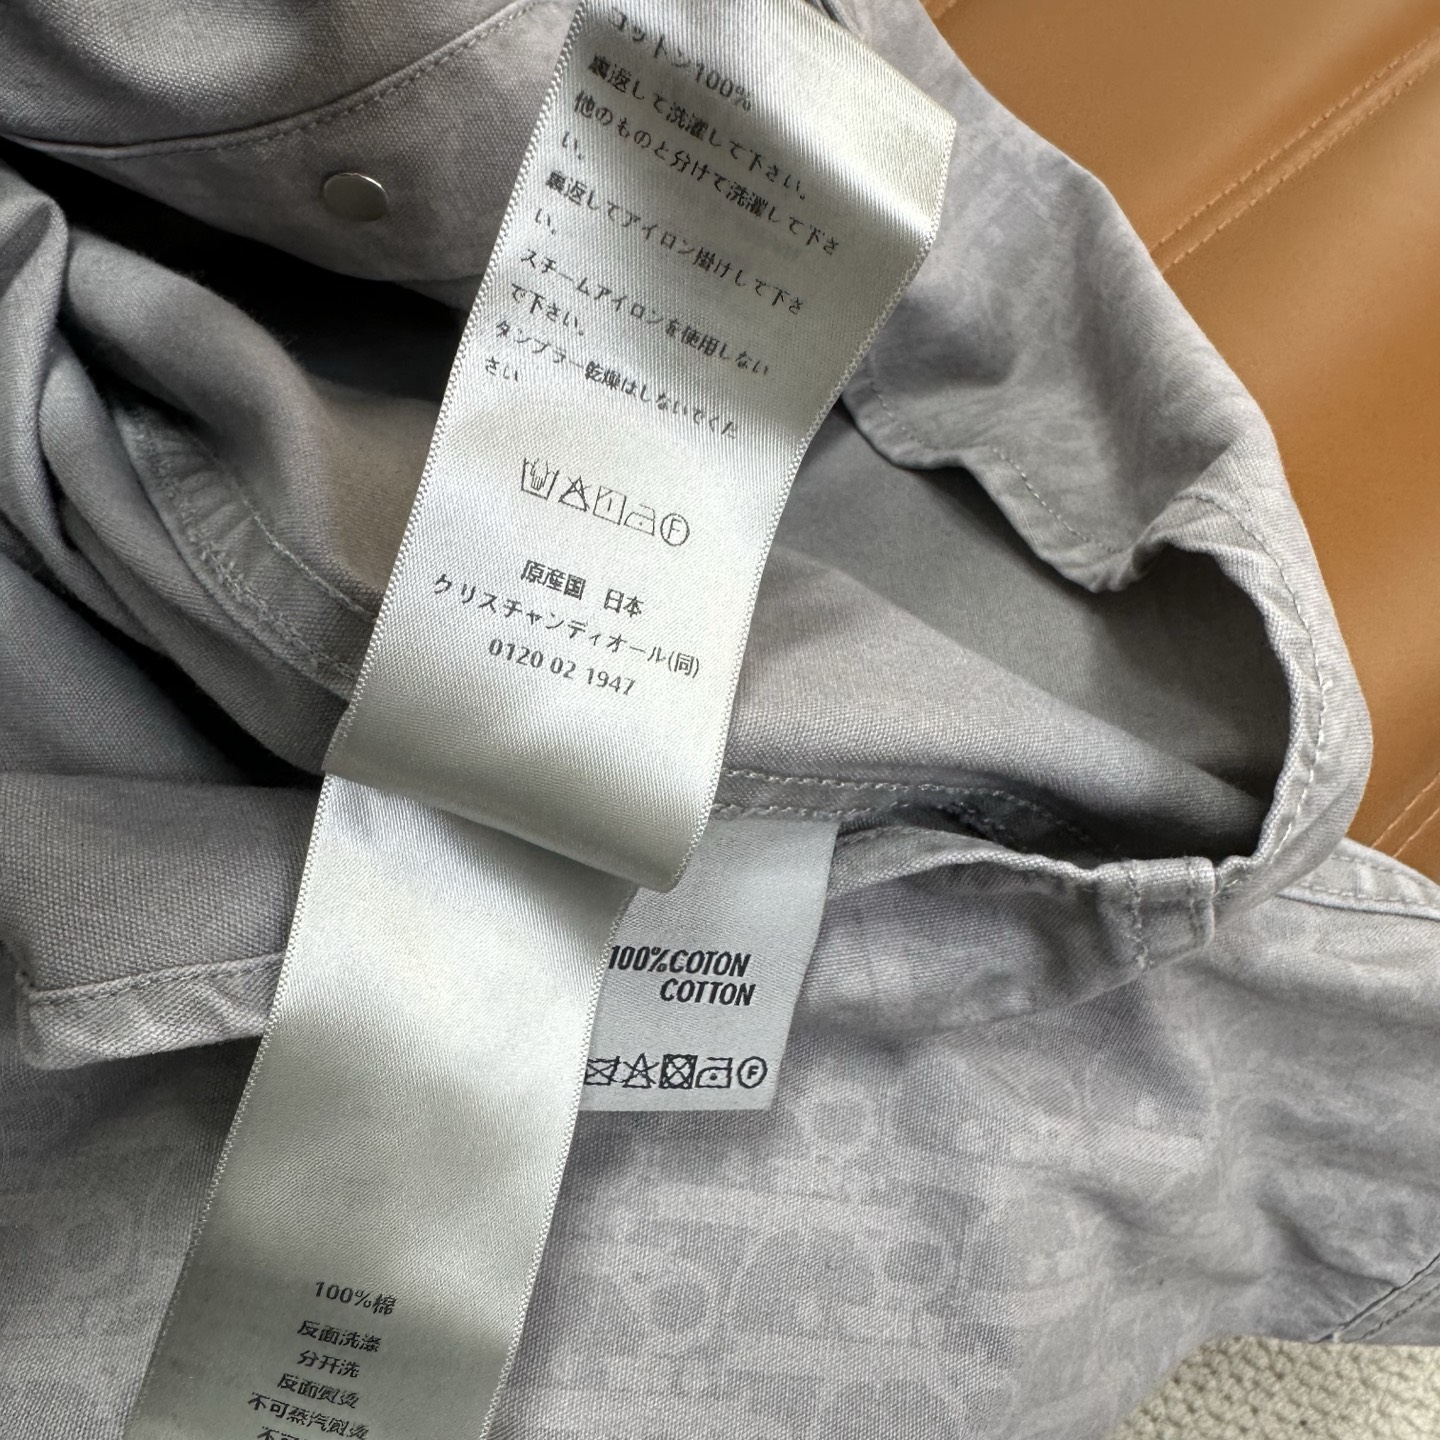 コットン100%
裏返して洗濯して下さい。
他のものと分けて洗濯して下さ
い。
裏返してアイロン掛けして下さ
い。
スチームアイロンを使用しない
で下さい。
タンブラー乾燥はしないでくだ
さい
F
原産国 日本
クリスチャンディオール(同)
0120 02 1947
100%COTON
COTTON
F
100%棉
反面洗涤
分开洗
反面熨烫
不可蒸汽熨烫
不可